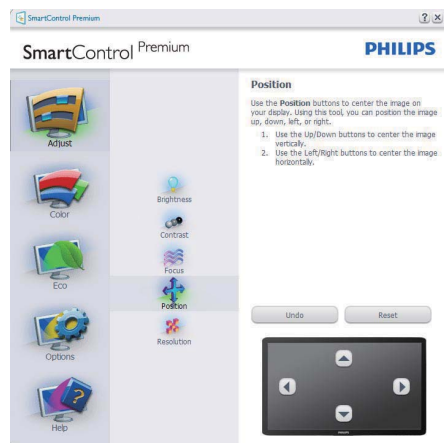 SmartControl Premium
SmartControl Premium
PHILIPS
Adjust
Color
Eco
Options
Help
Brightness
Contrast
Focus
Position
Resolution
Position
Use the Position buttons to center the image on
your display. Using this tool, you can position the image
up, down, left, or right.
1. Use the Up/Down buttons to center the image
vertically.
2. Use the Left/Right buttons to center the image
horizontally.
Undo
Reset
PHILIPS